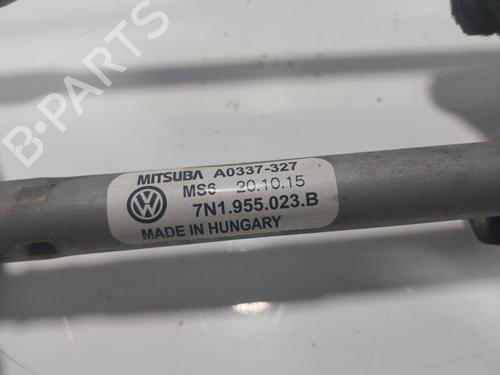 B-Parts
MITSUBA A0337-327
MS6 20.10.15
7N1.955.023.B
MADE IN HUNGARY